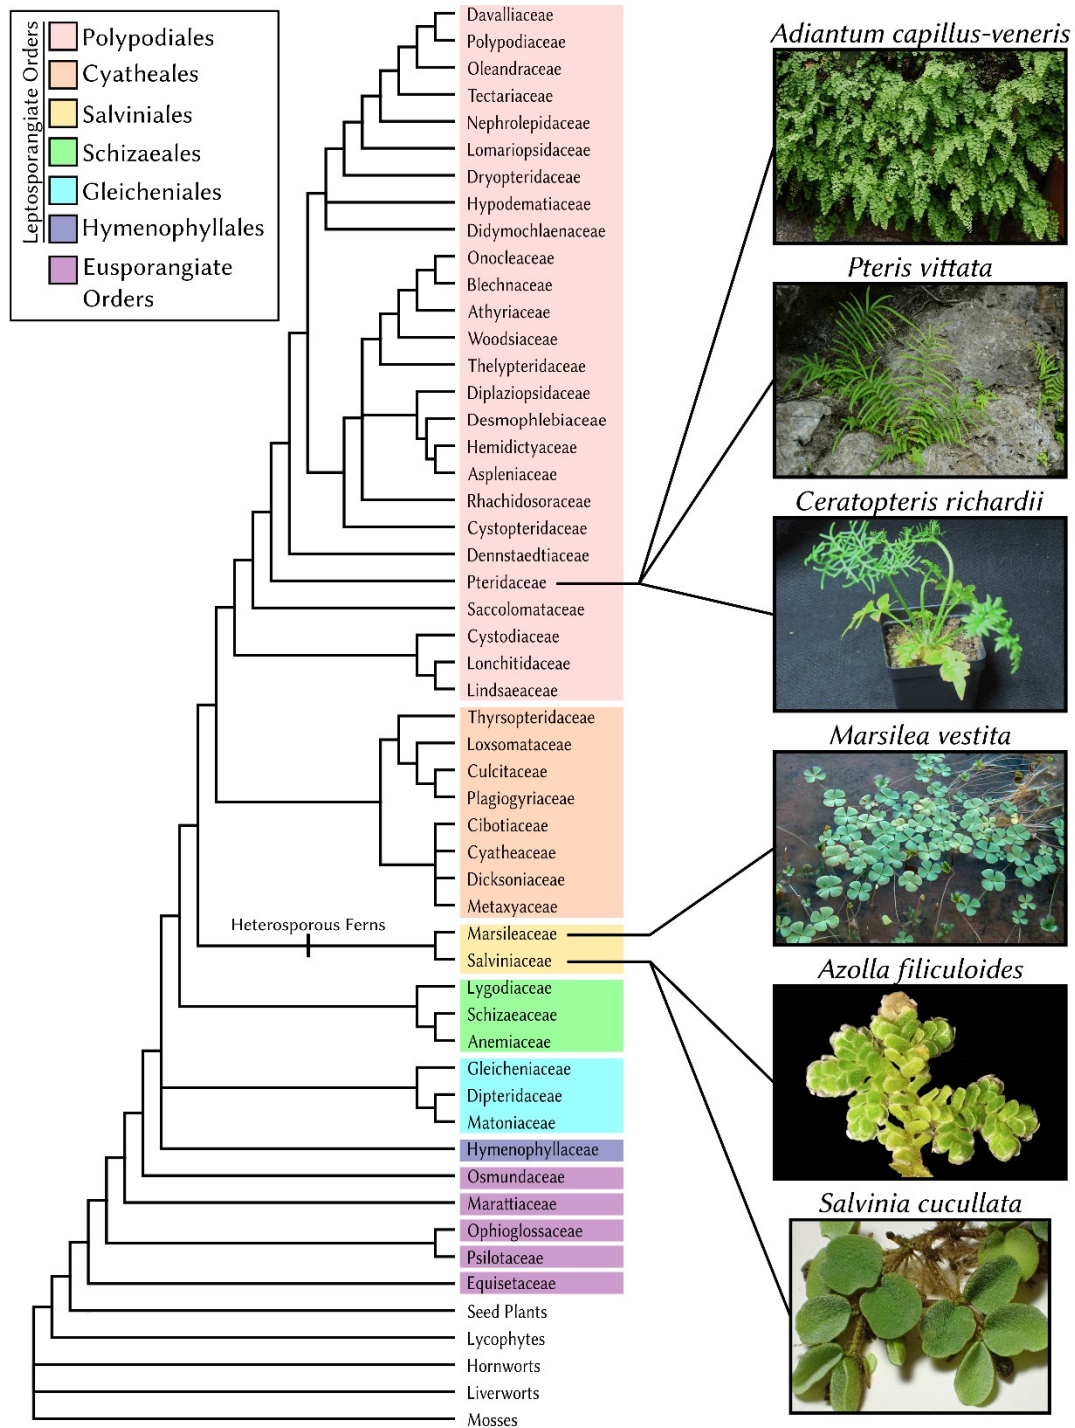 Leptosporangiate Orders
Polypodiales
Cyatheales
Salviniales
Schizaeales
Gleicheniales
Hymenophyllales
Eusporangiate
Orders
Davalliaceae
Polypodiaceae
Oleandraceae
Tectariaceae
Nephrolepidaceae
Lomariopsidaceae
Dryopteridaceae
Hypodematiaceae
Didymochlaenaceae
Onocleaceae
Blechnaceae
Athyriaceae
Woodsiaceae
Thelypteridaceae
Diplaziopsidaceae
Desmophlebiaceae
Hemidictyaceae
Aspleniaceae
Rhachidosoraceae
Cystopteridaceae
Dennstaedtiaceae
Pteridaceae
Saccolomataceae
Cystodiaceae
Lonchitidaceae
Lindsaeaceae
Thyrsopteridaceae
Loxsomataceae
Culcitaceae
Plagiogyriaceae
Cibotiaceae
Cyatheaceae
Dicksoniaceae
Metaxyaceae
Heterosporous Ferns
Marsileaceae
Salviniaceae
Lygodiaceae
Schizaeaceae
Anemiaceae
Gleicheniaceae
Dipteridaceae
Matoniaceae
Hymenophyllaceae
Osmundaceae
Marattiaceae
Ophioglossaceae
Psilotaceae
Equisetaceae
Seed Plants
Lycophytes
Hornworts
Liverworts
Mosses
Adiantum capillus-veneris
Pteris vittata
Ceratopteris richardii
Marsilea vestita
Azolla filiculoides
Salvinia cucullata